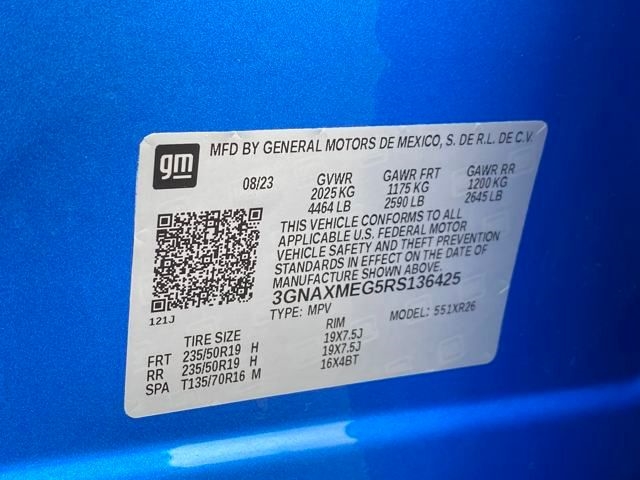 gm MFD BY GENERAL MOTORS DE MEXICO, S. DE R.L. DE C.V.
08/23 GVWR GAWR FRT GAWR RR
2025 KG 1175 KG 1200 KG
4464 LB 2590 LB 2645 LB
THIS VEHICLE CONFORMS TO ALL
APPLICABLE U.S. FEDERAL MOTOR
VEHICLE SAFETY AND THEFT PREVENTION
STANDARDS IN EFFECT ON THE DATE OF
MANUFACTURE SHOWN ABOVE.
3GNAXMEG5RS136425
TYPE: MPV MODEL: 551XR26
121J
TIRE SIZE RIM
FRT 235/50R19 H 19X7.5J
RR 235/50R19 H 19X7.5J
SPA T135/70R16 M 16X4BT